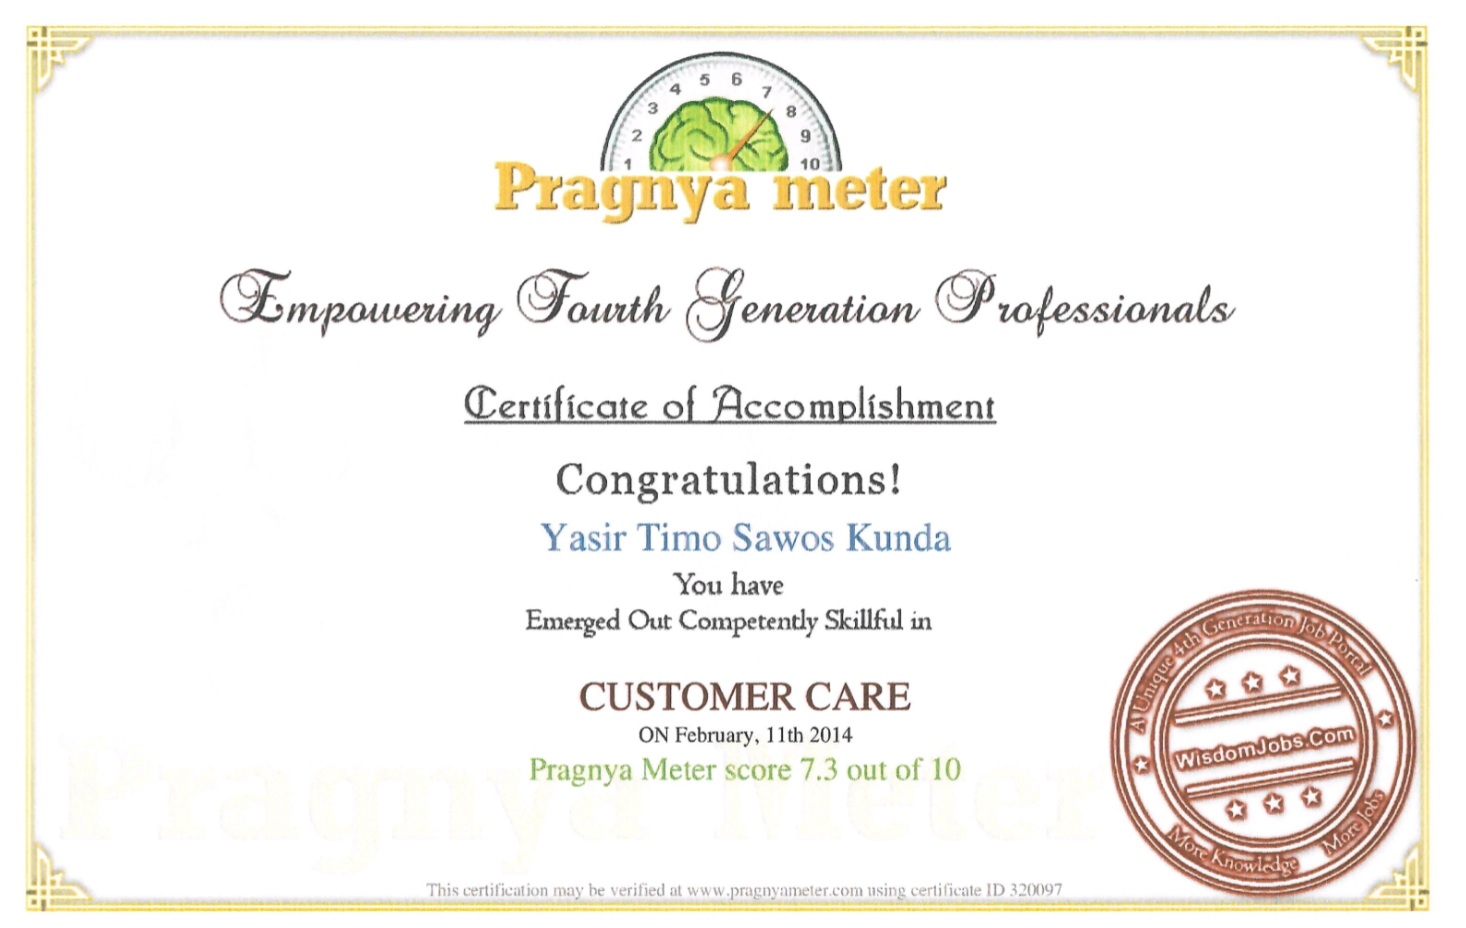 1 2 3 4 5 6 7 8 9 10
Pragnya meter
Empowering Fourth Generation Professionals
Certificate of Accomplishment
Congratulations!
Yasir Timo Sawos Kunda
You have
Emerged Out Competently Skillful in
CUSTOMER CARE
ON February, 11th 2014
Pragnya Meter score 7.3 out of 10
Pragnya Meter
A Unique 4th Generation Job Portal
WisdomJobs.Com
More Knowledge More Jobs
This certification may be verified at www.pragnyameter.com using certificate ID 320097